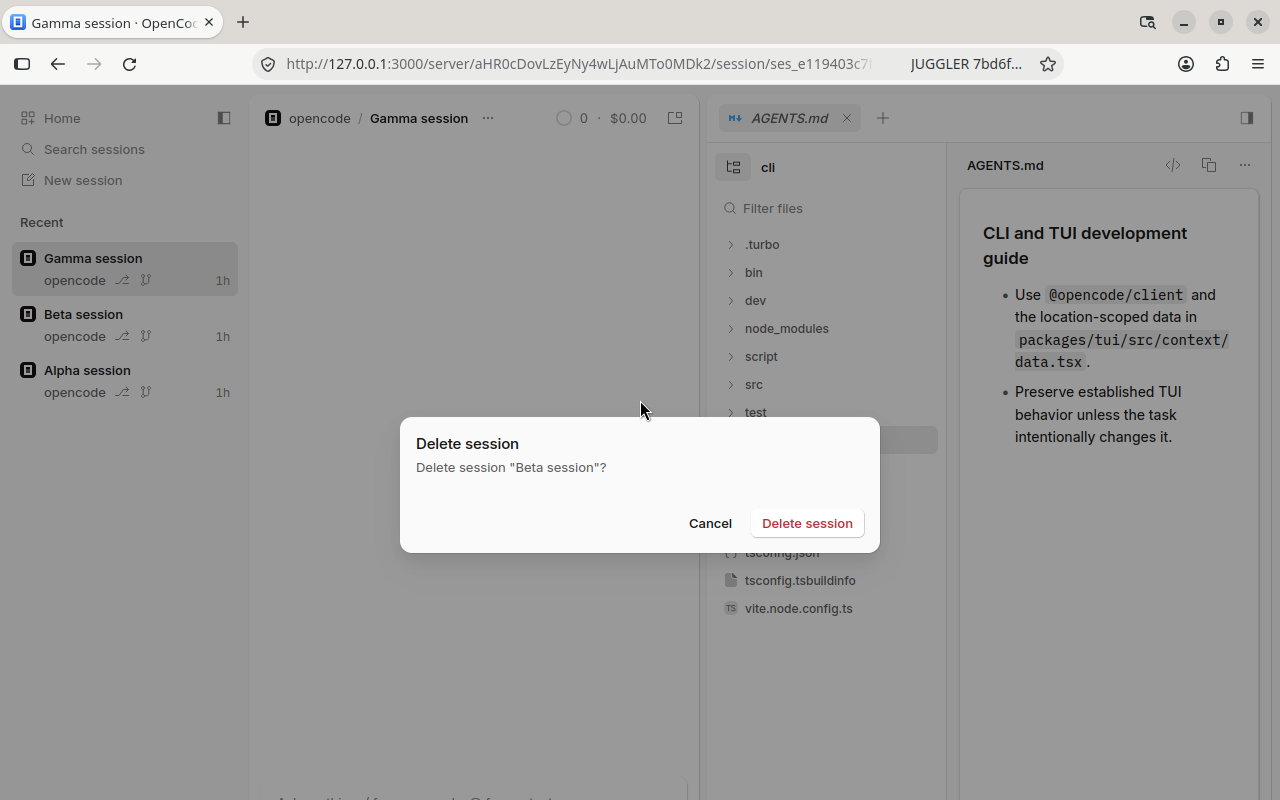 Gamma session · OpenCo
http://127.0.0.1:3000/server/aHR0cDovLzEyNy4wLjAuMTo0MDk2/session/ses_e119403c7
JUGGLER 7bd6f...
Home
Search sessions
New session
Recent
Gamma session
opencode
1h
Beta session
opencode
1h
Alpha session
opencode
1h
opencode / Gamma session ...
0 · $0.00
AGENTS.md
cli
Filter files
.turbo
bin
dev
node_modules
script
src
test
tsconfig.json
tsconfig.tsbuildinfo
TS vite.node.config.ts
AGENTS.md
CLI and TUI development
guide
• Use @opencode/client and
the location-scoped data in
packages/tui/src/context/
data.tsx.
• Preserve established TUI
behavior unless the task
intentionally changes it.
Delete session
Delete session "Beta session"?
Cancel
Delete session